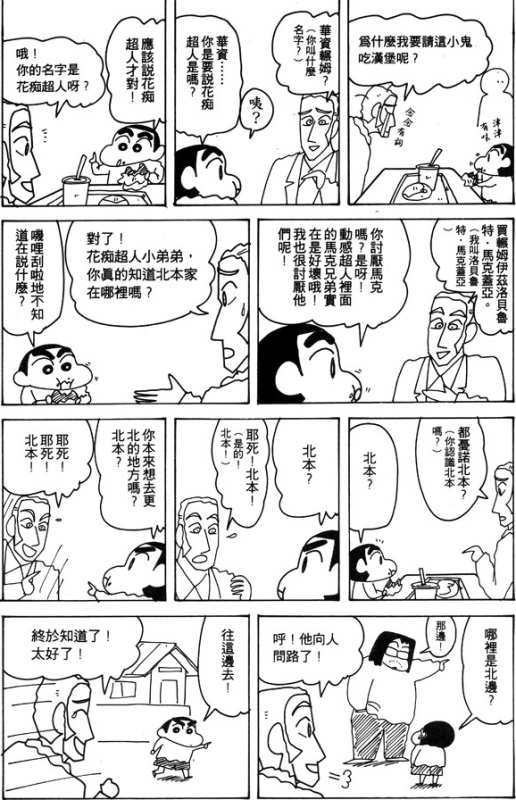 為什麼我要請這小鬼
吃漢堡呢？
念念有詞
津津
有味
華資輾姆？
（你叫什麼
名字？）
咦？
華資…
你是要說花痴
超人是嗎？
應該說花痴
超人才對！
哦！
你的名字是
花痴超人呀？
買輾姆伊茲洛貝魯
特．馬克蓋亞。
（我叫洛貝魯
特．馬克蓋亞）
你討厭馬克
嗎？是呀！
動感超人裡面
的馬克兄弟實
在是好壞哦！
我也很討厭他
們呢！
對了！
花痴超人小弟弟，
你真的知道北本家
在哪裡嗎？
嘰哩刮啦地不知
道在說什麼？
都臺諾北本？
（你認識北本
嗎？）
北本？
北本？
耶死！北本！
（是的！
北本！）
你本來想去更
北的地方嗎？
北本？
耶死！
耶死！
北本！
哪裡是北邊？
那邊！
呼！他向人
問路了！
往這邊去！
終於知道了！
太好了！